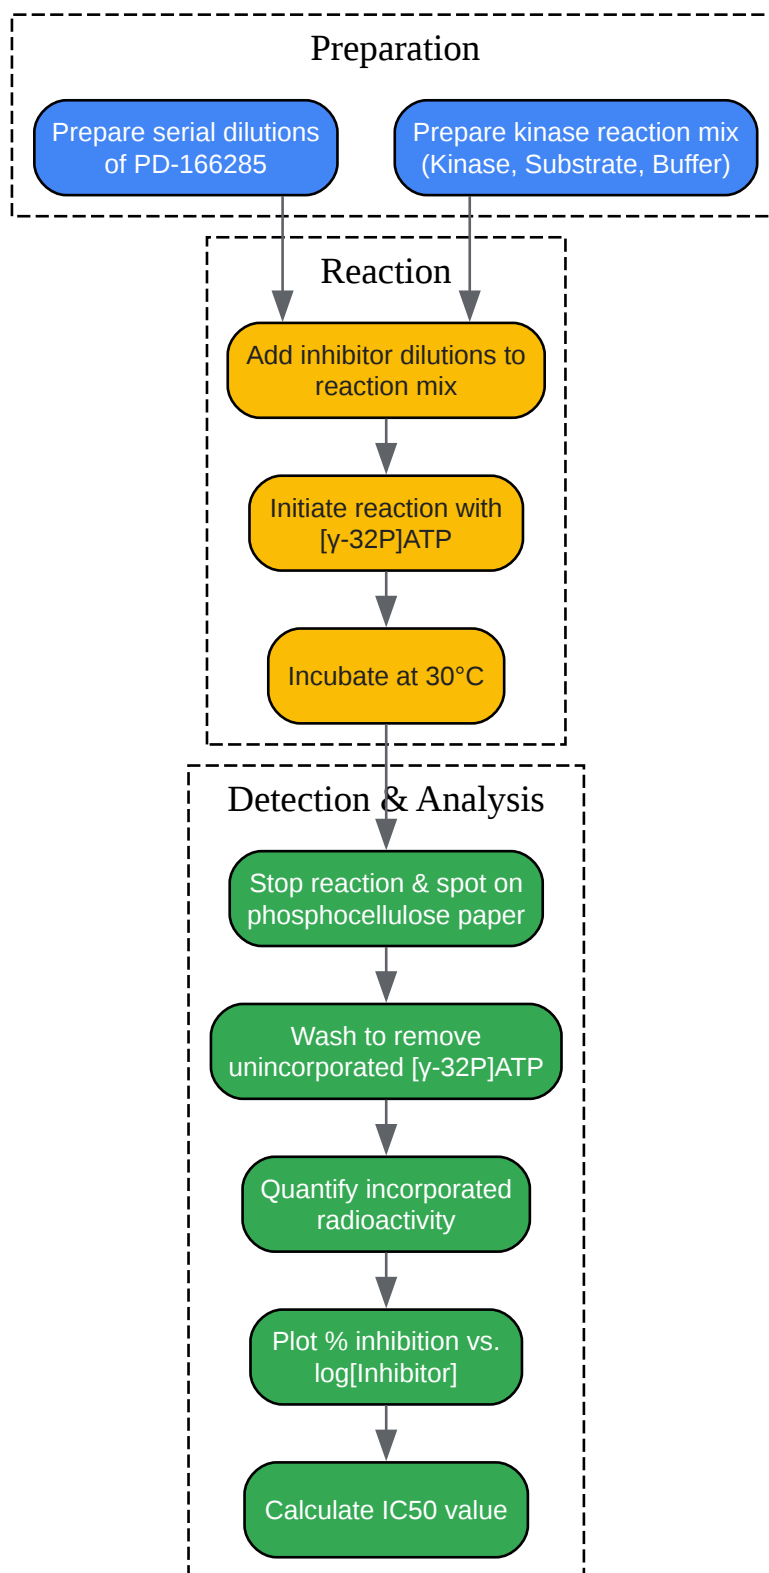 Preparation
Prepare serial dilutions
of PD-166285
Prepare kinase reaction mix
(Kinase, Substrate, Buffer)
Reaction
Add inhibitor dilutions to
reaction mix
Initiate reaction with
[γ-32P]ATP
Incubate at 30°C
Detection & Analysis
Stop reaction & spot on
phosphocellulose paper
Wash to remove
unincorporated [γ-32P]ATP
Quantify incorporated
radioactivity
Plot % inhibition vs.
log[Inhibitor]
Calculate IC50 value